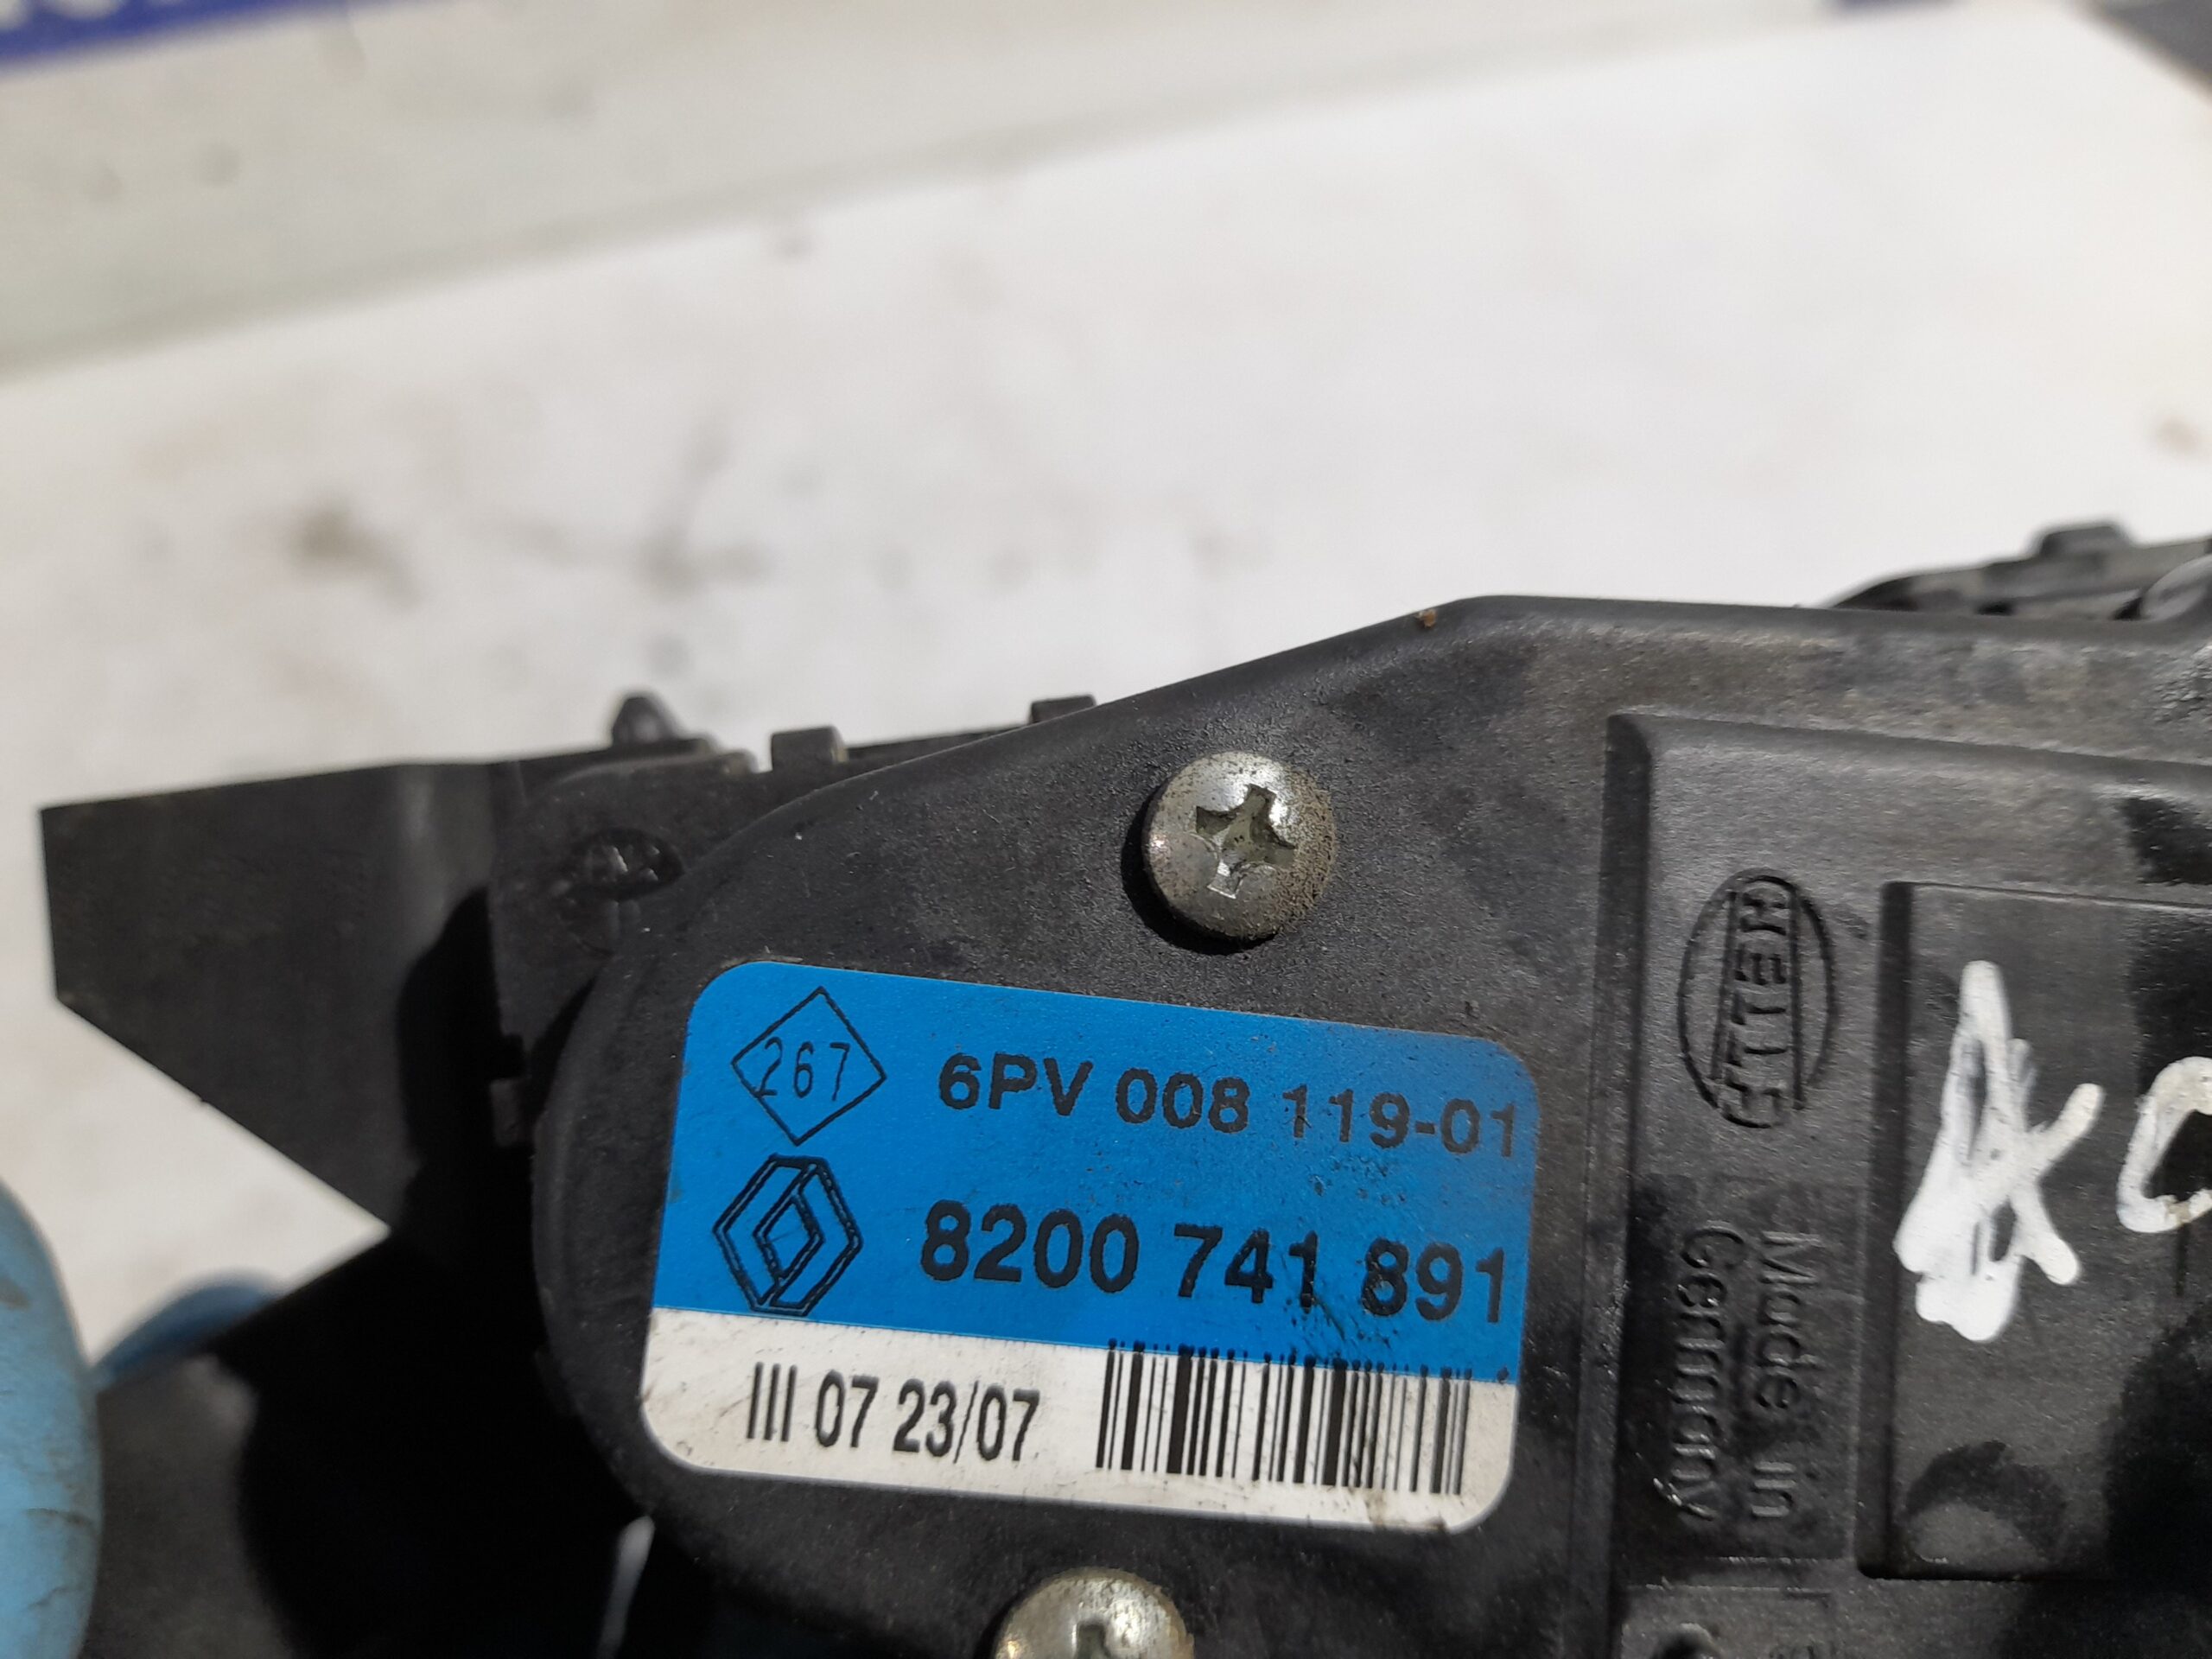 267
6PV 008 119-01
8200 741 891
III 07 23/07
HELLA
Made in
Germany